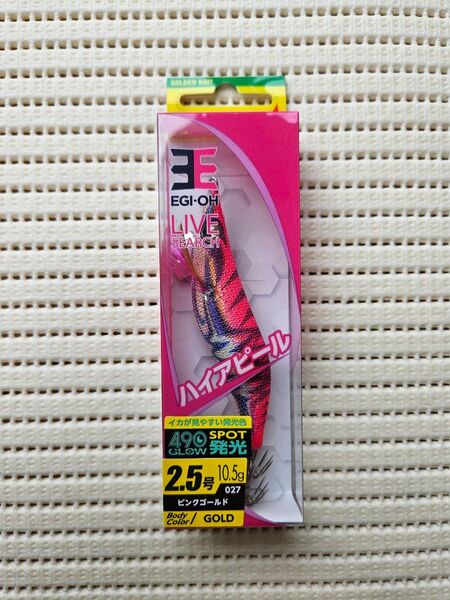 GOLDEN BAIT
EGI-OH
LIVE
SEARCH
ハイアピール
イカが見やすい発光色
490
GLOW
SPOT
発光
2.5号
10.5g
027
ピンクゴールド
Body
Color/
GOLD